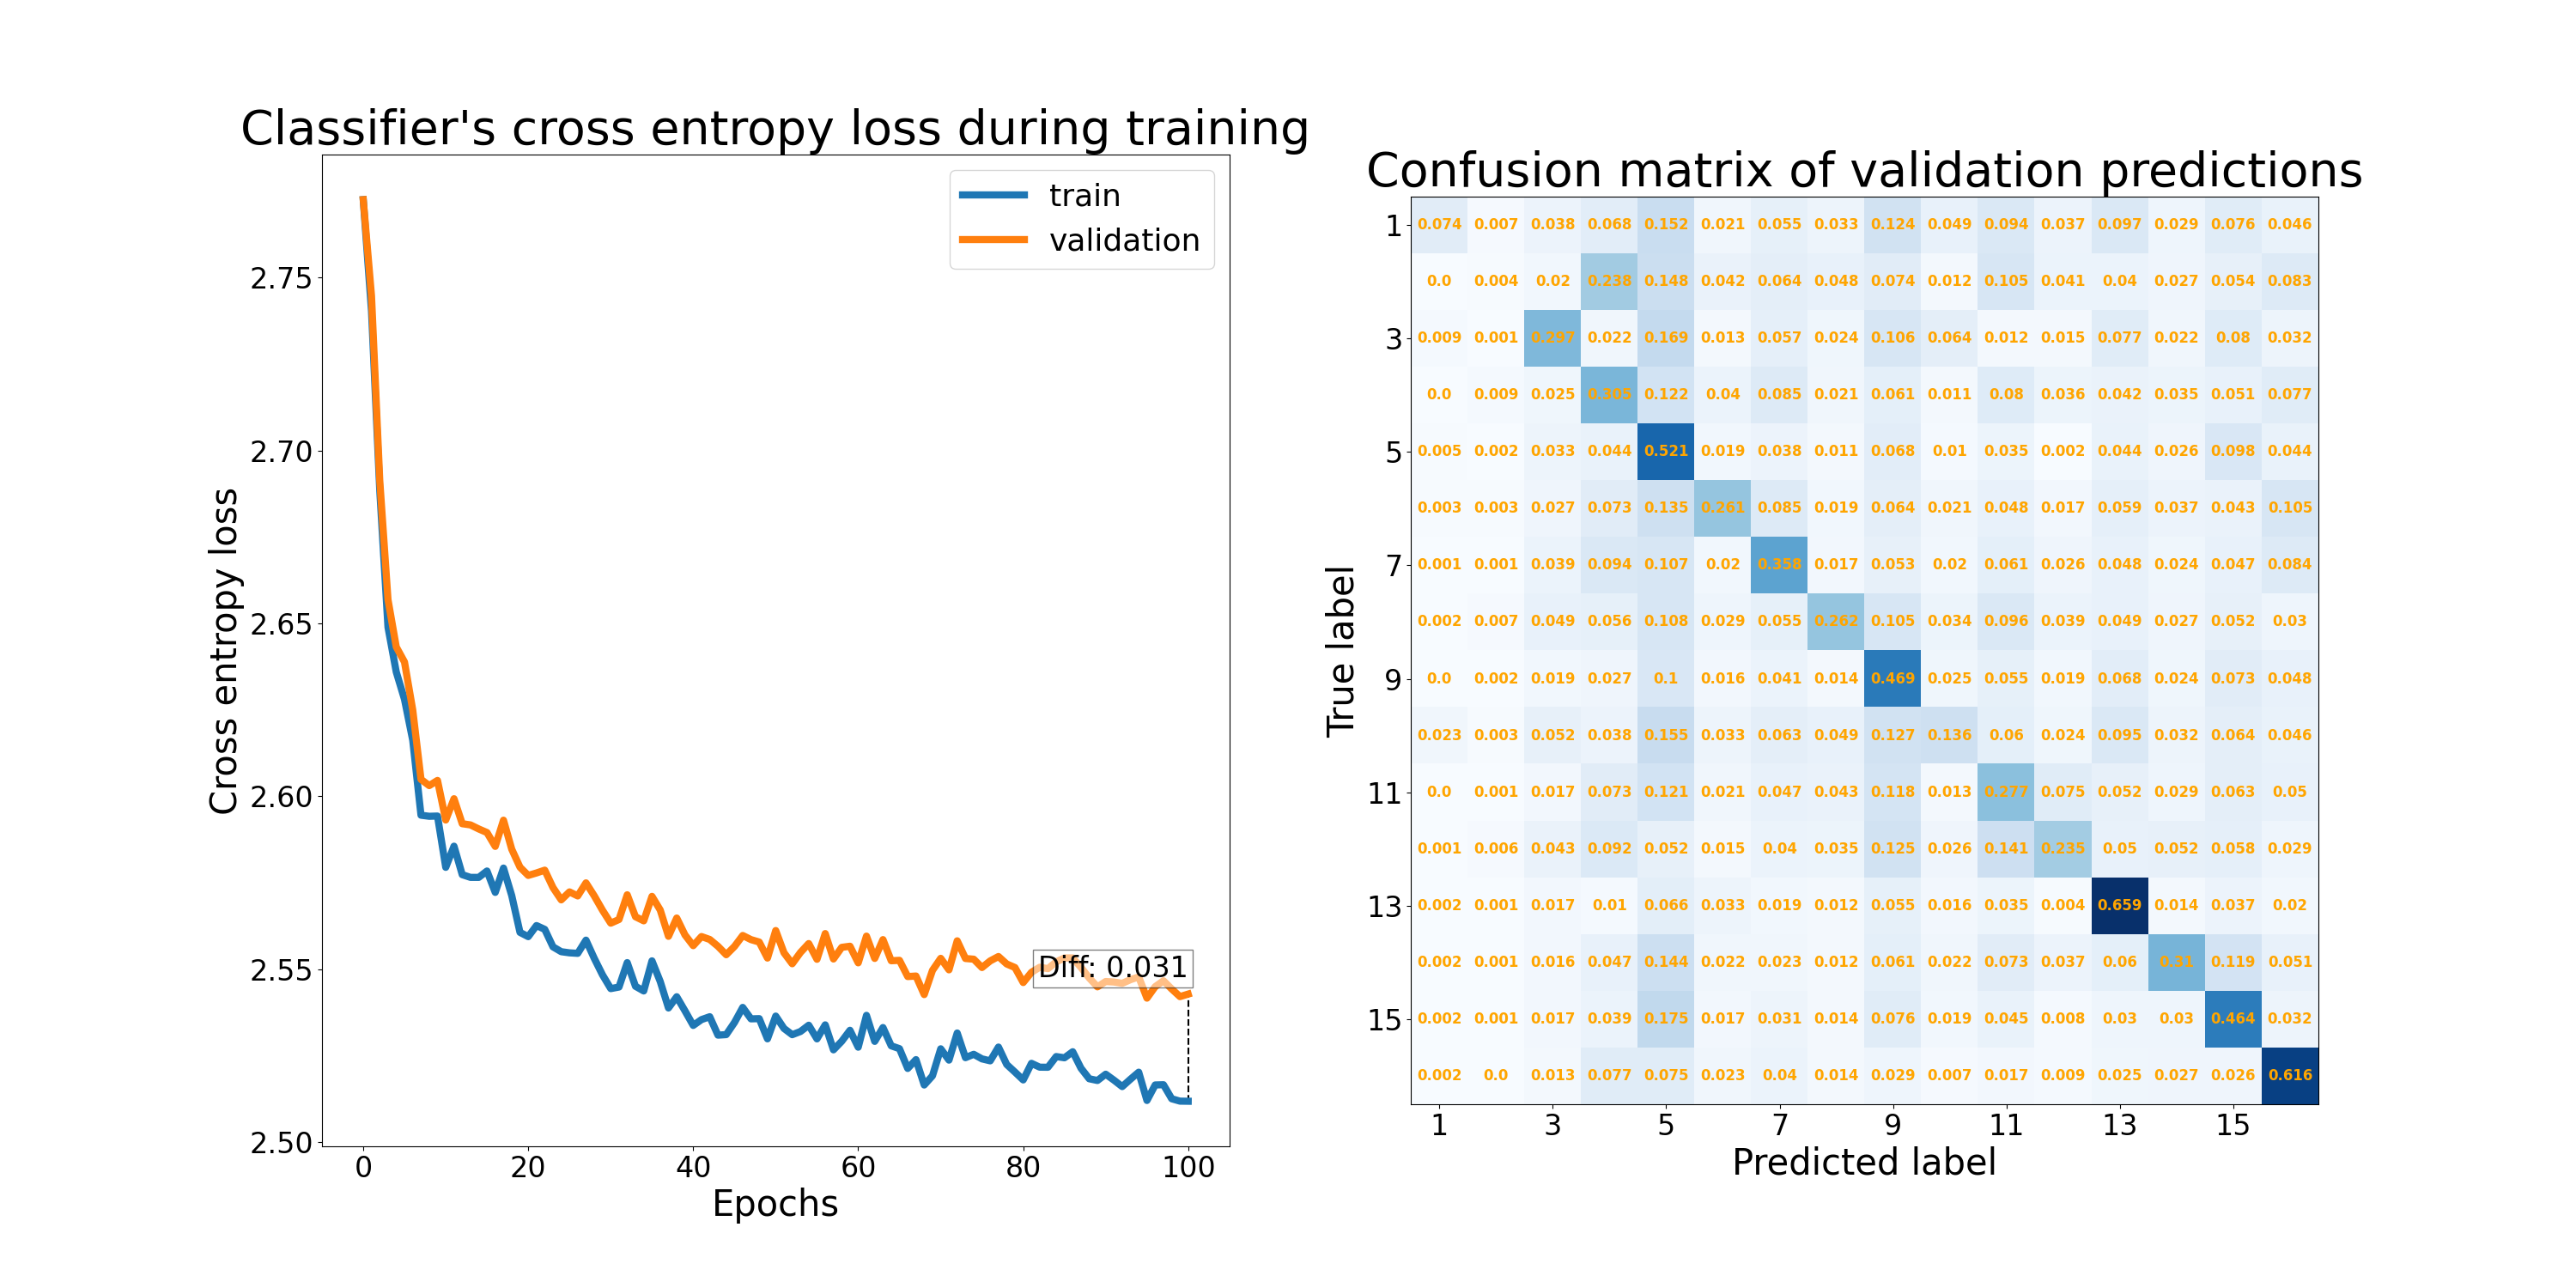 Classifier's cross entropy loss during training
train
validation
2.75
2.70
2.65
2.60
2.55
2.50
Cross entropy loss
Diff: 0.031
0 20 40 60 80 100
Epochs
Confusion matrix of validation predictions
True label
1 0.074 0.007 0.038 0.068 0.152 0.021 0.055 0.033 0.124 0.049 0.094 0.037 0.097 0.029 0.076 0.046
0.0 0.004 0.02 0.238 0.148 0.042 0.064 0.048 0.074 0.012 0.105 0.041 0.04 0.027 0.054 0.083
3 0.009 0.001 0.297 0.022 0.169 0.013 0.057 0.024 0.106 0.064 0.012 0.015 0.077 0.022 0.08 0.032
0.0 0.009 0.025 0.305 0.122 0.04 0.085 0.021 0.061 0.011 0.08 0.036 0.042 0.035 0.051 0.077
5 0.005 0.002 0.033 0.044 0.521 0.019 0.038 0.011 0.068 0.01 0.035 0.002 0.044 0.026 0.098 0.044
0.003 0.003 0.027 0.073 0.135 0.261 0.085 0.019 0.064 0.021 0.048 0.017 0.059 0.037 0.043 0.105
7 0.001 0.001 0.039 0.094 0.107 0.02 0.358 0.017 0.053 0.02 0.061 0.026 0.048 0.024 0.047 0.084
0.002 0.007 0.049 0.056 0.108 0.029 0.055 0.262 0.105 0.034 0.096 0.039 0.049 0.027 0.052 0.03
9 0.0 0.002 0.019 0.027 0.1 0.016 0.041 0.014 0.469 0.025 0.055 0.019 0.068 0.024 0.073 0.048
0.023 0.003 0.052 0.038 0.155 0.033 0.063 0.049 0.127 0.136 0.06 0.024 0.095 0.032 0.064 0.046
11 0.0 0.001 0.017 0.073 0.121 0.021 0.047 0.043 0.118 0.013 0.277 0.075 0.052 0.029 0.063 0.05
0.001 0.006 0.043 0.092 0.052 0.015 0.04 0.035 0.125 0.026 0.141 0.235 0.05 0.052 0.058 0.029
13 0.002 0.001 0.017 0.01 0.066 0.033 0.019 0.012 0.055 0.016 0.035 0.004 0.659 0.014 0.037 0.02
0.002 0.001 0.016 0.047 0.144 0.022 0.023 0.012 0.061 0.022 0.073 0.037 0.06 0.31 0.119 0.051
15 0.002 0.001 0.017 0.039 0.175 0.017 0.031 0.014 0.076 0.019 0.045 0.008 0.03 0.03 0.464 0.032
0.002 0.0 0.013 0.077 0.075 0.023 0.04 0.014 0.029 0.007 0.017 0.009 0.025 0.027 0.026 0.616
1 3 5 7 9 11 13 15
Predicted label